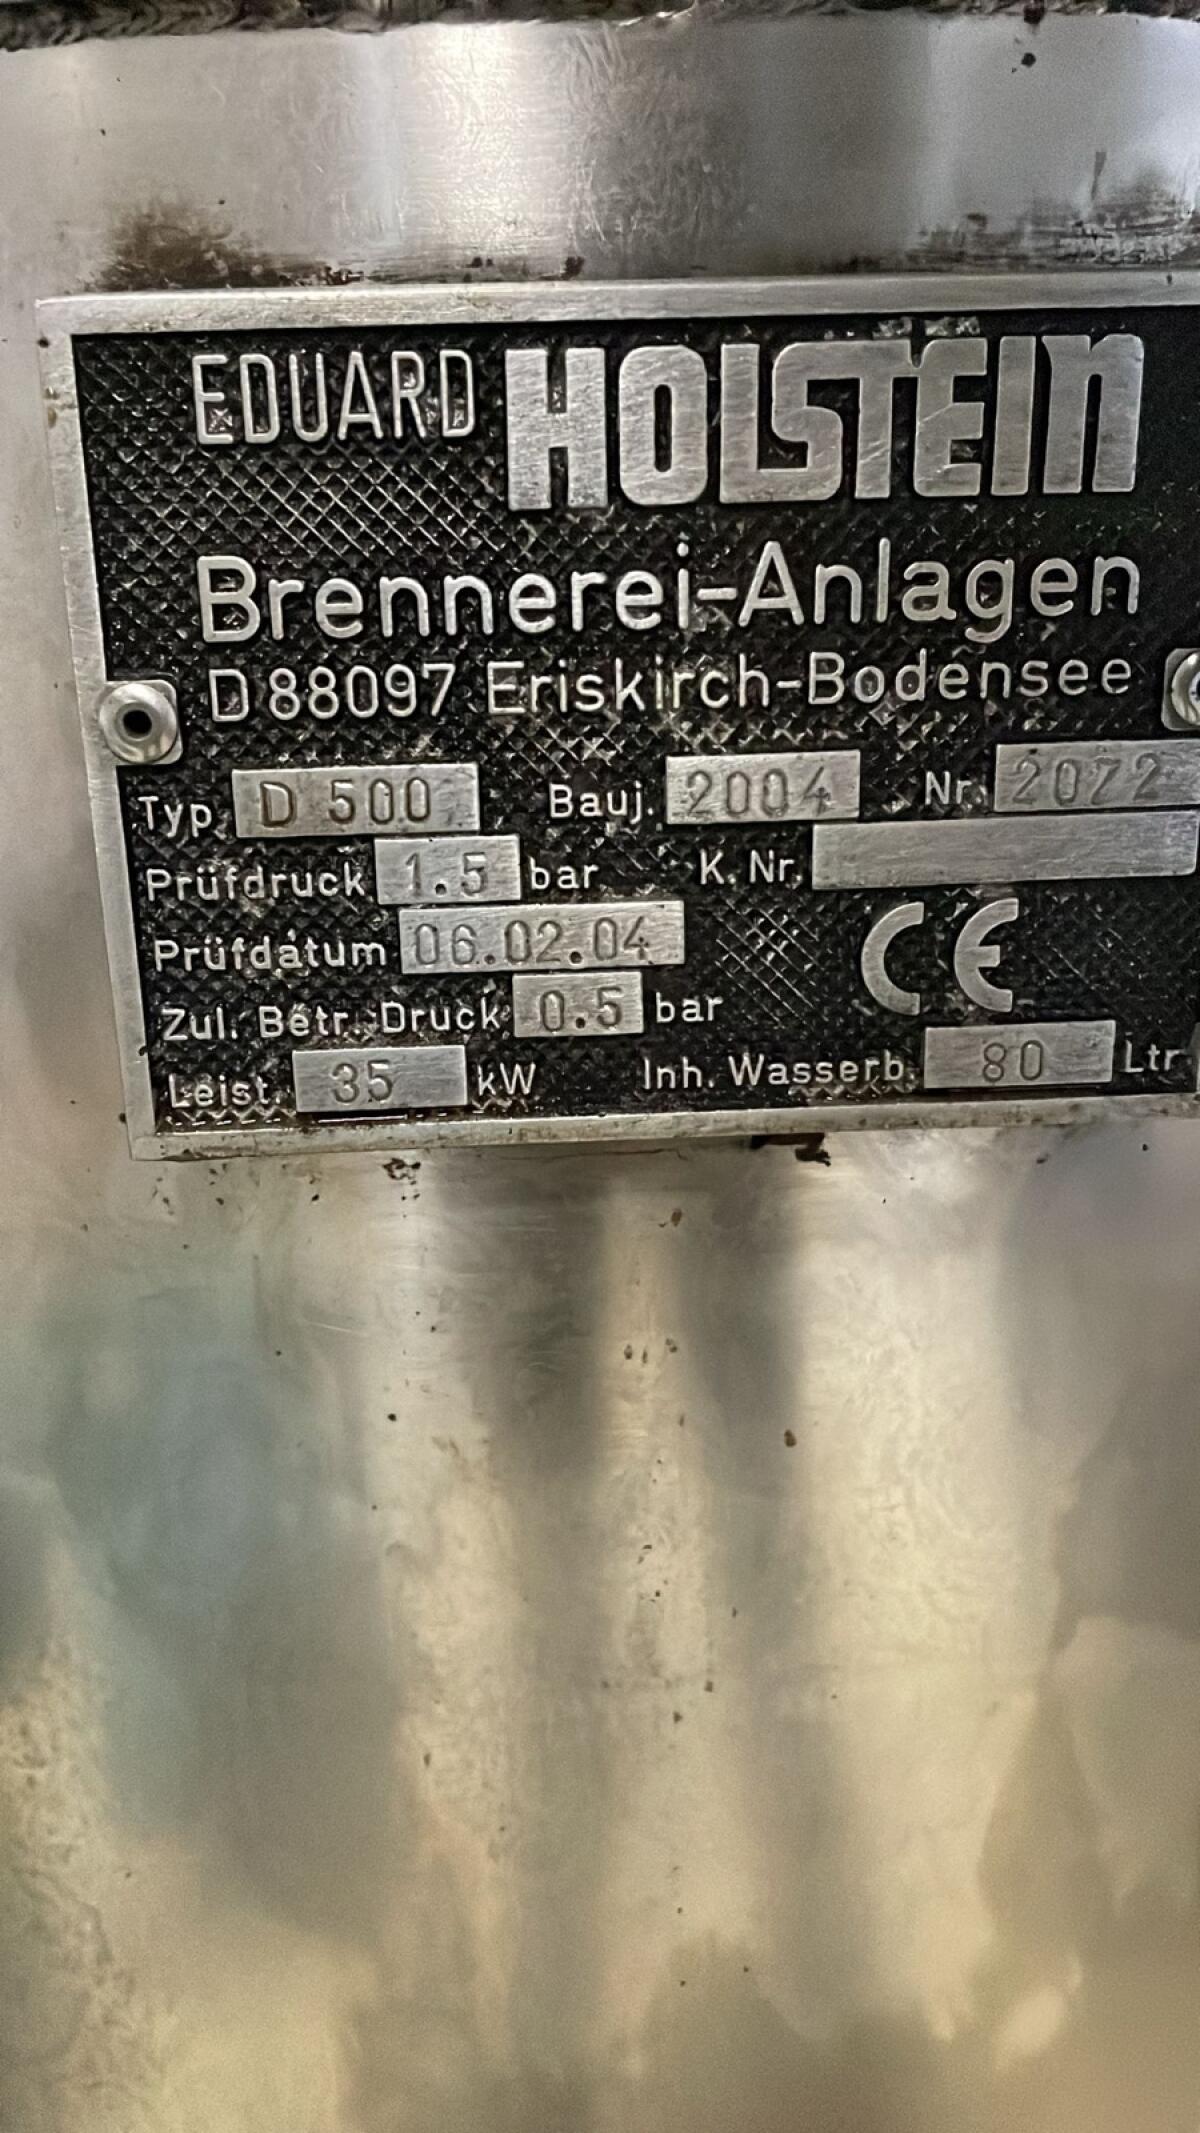 EDUARD HOLSTEIN
Brennerei-Anlagen
D 88097 Eriskirch-Bodensee
Typ D 500 Bauj. 2004 Nr. 2072
Prüfdruck 1.5 bar K. Nr.
Prüfdatum 06.02.04 CE
Zul. Betr. Druck 0.5 bar
Leist. 35 kW Inh. Wasserb. 80 Ltr